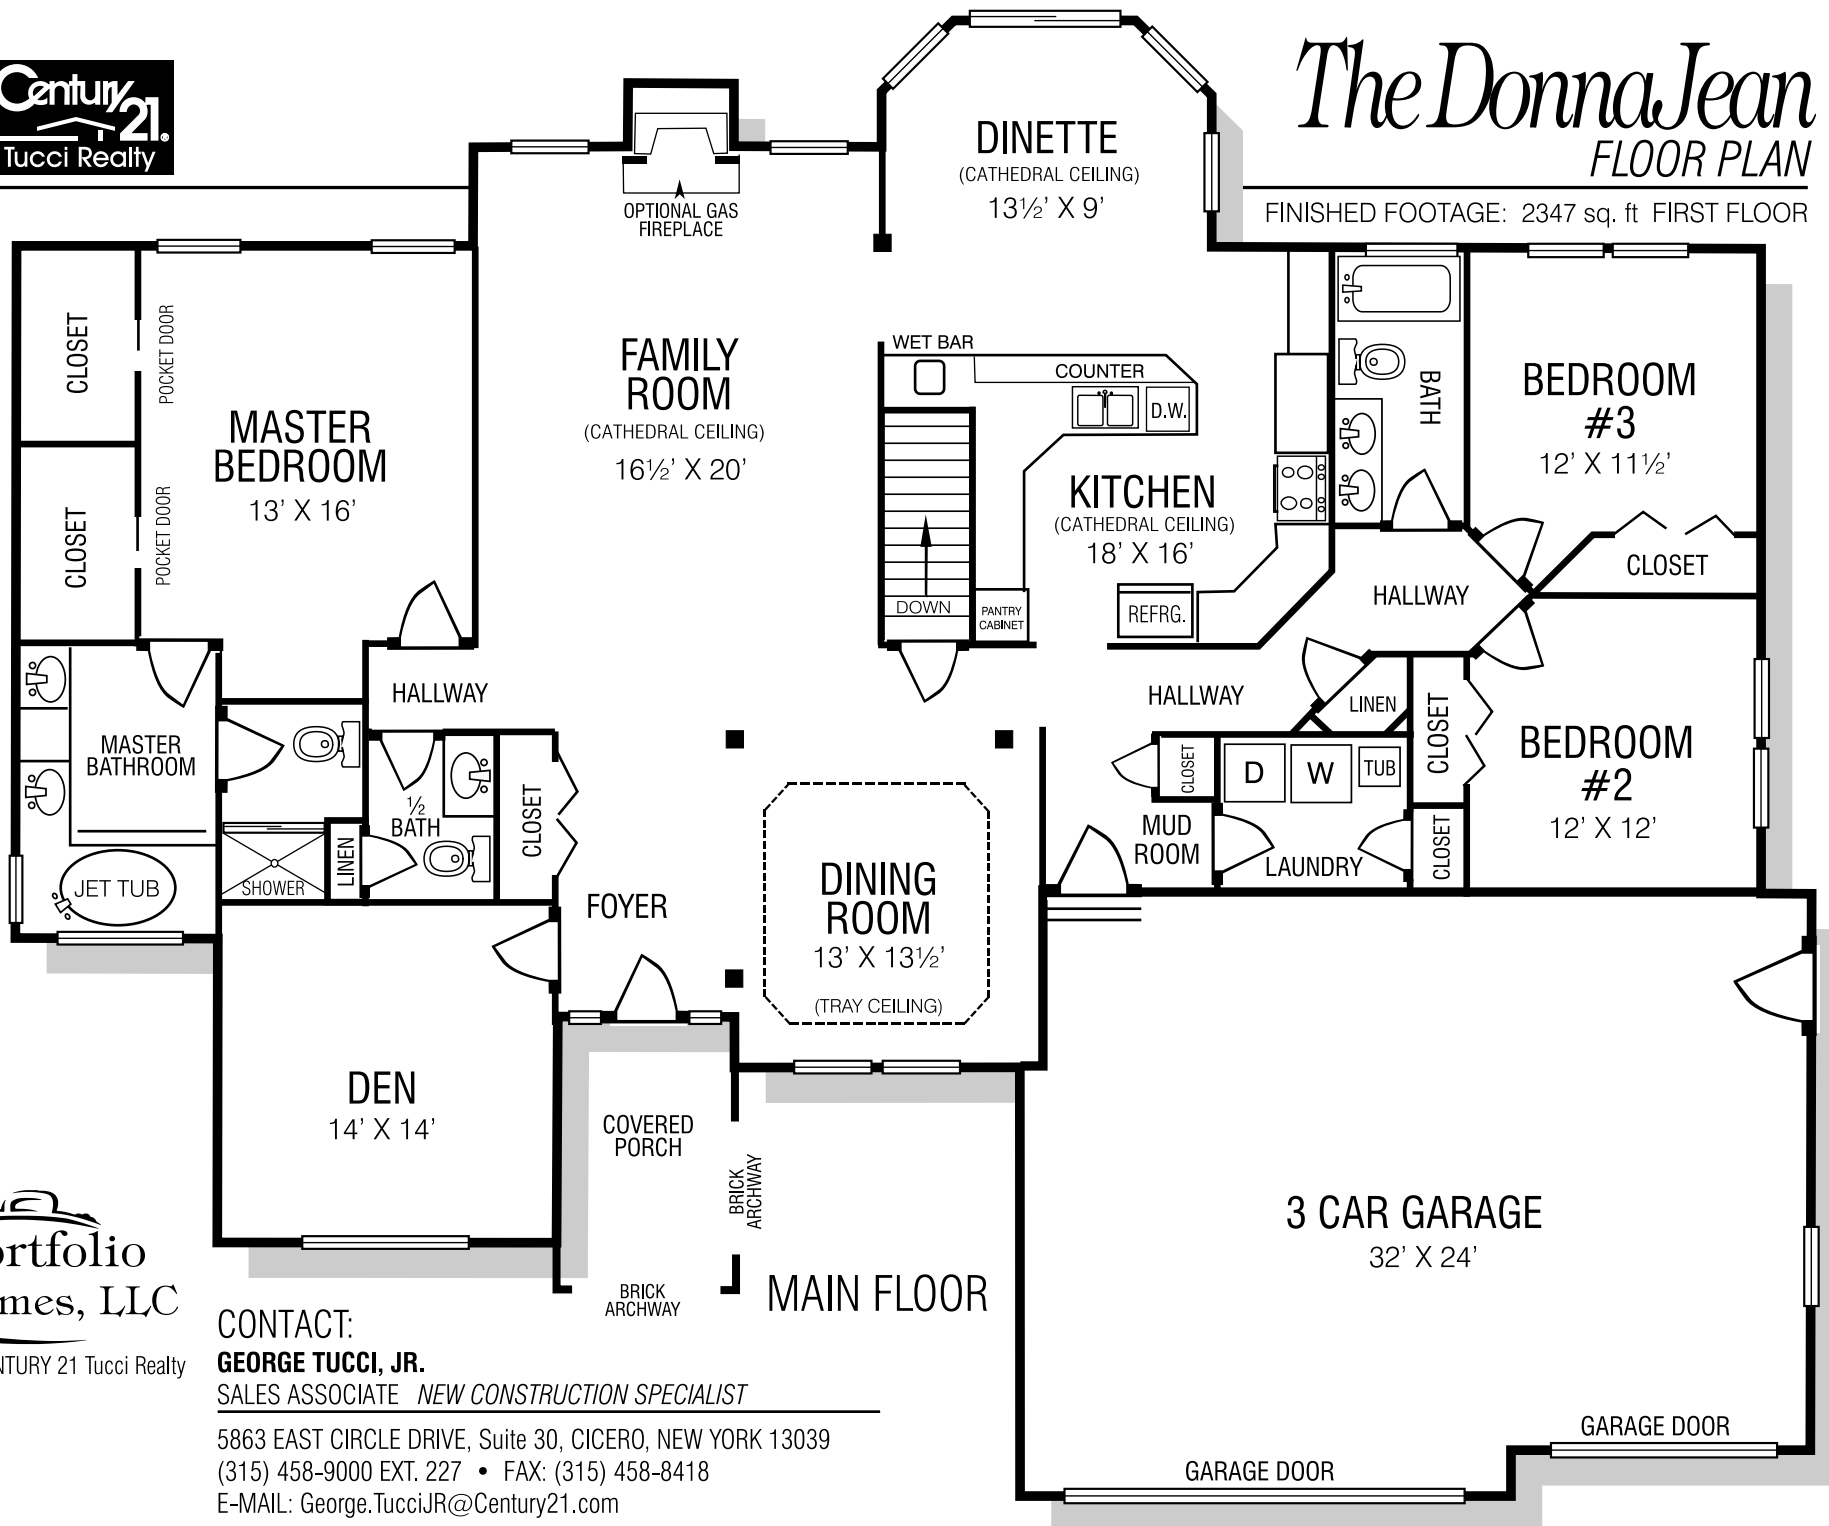 Century
21®
Tucci Realty
The DonnaJean
FLOOR PLAN
FINISHED FOOTAGE: 2347 sq. ft FIRST FLOOR
DINETTE
(CATHEDRAL CEILING)
13½' X 9'
OPTIONAL GAS
FIREPLACE
CLOSET
POCKET DOOR
CLOSET
POCKET DOOR
MASTER
BEDROOM
13' X 16'
FAMILY
ROOM
(CATHEDRAL CEILING)
16½' X 20'
WET BAR
COUNTER
D.W.
KITCHEN
(CATHEDRAL CEILING)
18' X 16'
DOWN
PANTRY
CABINET
REFRG.
BATH
BEDROOM
#3
12' X 11½'
CLOSET
HALLWAY
HALLWAY
HALLWAY
LINEN
CLOSET
BEDROOM
#2
12' X 12'
MASTER
BATHROOM
JET TUB
SHOWER
LINEN
½
BATH
CLOSET
FOYER
DINING
ROOM
13' X 13½'
(TRAY CEILING)
CLOSET
D
W
TUB
MUD
ROOM
LAUNDRY
CLOSET
DEN
14' X 14'
COVERED
PORCH
BRICK
ARCHWAY
BRICK
ARCHWAY
MAIN FLOOR
3 CAR GARAGE
32' X 24'
GARAGE DOOR
GARAGE DOOR
rtfolio
mes, LLC
NTURY 21 Tucci Realty
CONTACT:
GEORGE TUCCI, JR.
SALES ASSOCIATE NEW CONSTRUCTION SPECIALIST
5863 EAST CIRCLE DRIVE, Suite 30, CICERO, NEW YORK 13039
(315) 458-9000 EXT. 227 • FAX: (315) 458-8418
E-MAIL: George.TucciJR@Century21.com